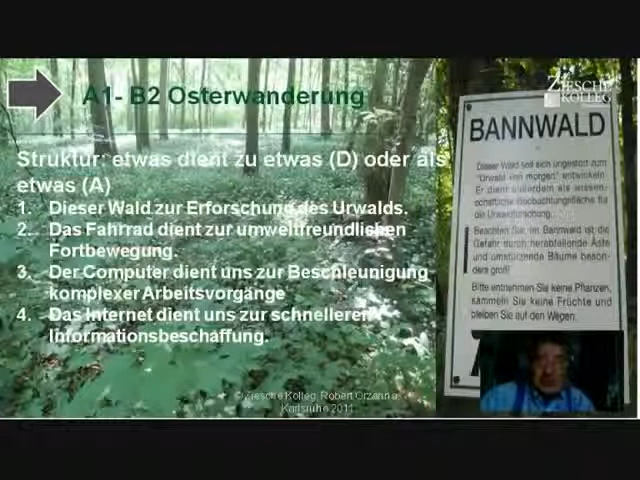 ZIESCHE
KOLLEG
A1- B2 Osterwanderung
Struktur: etwas dient zu etwas (D) oder als
etwas (A)
1. Dieser Wald zur Erforschung des Urwalds.
2. Das Fahrrad dient zur umweltfreundlichen
Fortbewegung.
3. Der Computer dient uns zur Beschleunigung
komplexer Arbeitsvorgänge
4. Das Internet dient uns zur schnelleren
Informationsbeschaffung.
© Ziesche Kolleg, Robert Orzanna,
Karlsruhe 2011
BANNWALD
Dieser Wald soll sich ungestört zum
"Urwald von morgen" entwickeln.
Er dient außerdem als wissen-
schaftliche Beobachtungsfläche für
die Urwaldforschung.
Beachten Sie, im Bannwald ist die
Gefahr durch herabfallende Äste
und umstürzende Bäume beson-
ders groß!
Bitte entnehmen Sie keine Pflanzen,
sammeln Sie keine Früchte und
bleiben Sie auf den Wegen.